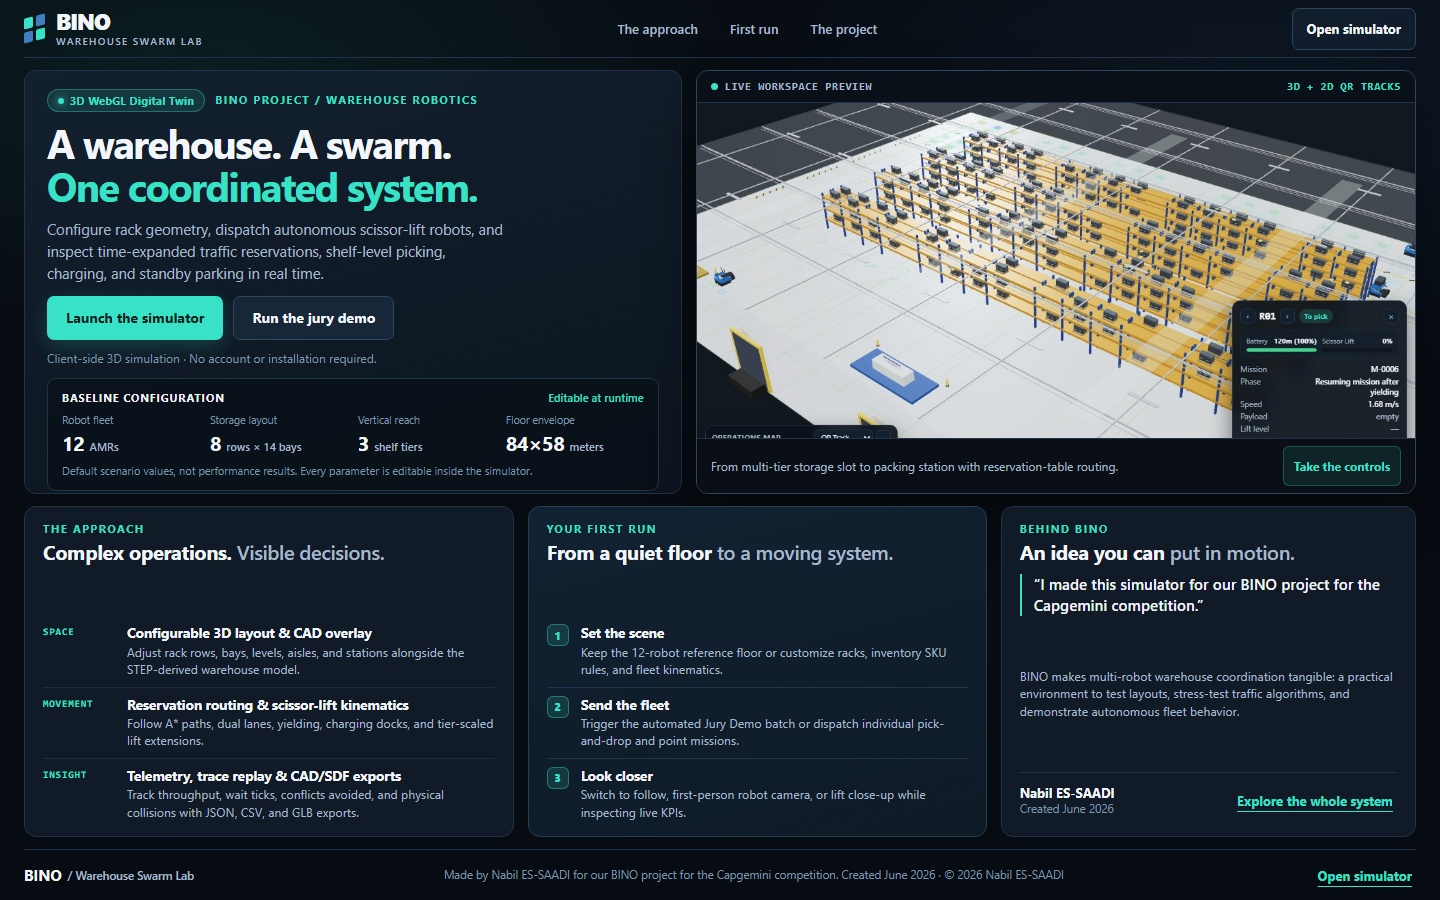 BINO
WAREHOUSE SWARM LAB
The approach
First run
The project
Open simulator
3D WebGL Digital Twin
BINO PROJECT / WAREHOUSE ROBOTICS
A warehouse. A swarm.
One coordinated system.
Configure rack geometry, dispatch autonomous scissor-lift robots, and
inspect time-expanded traffic reservations, shelf-level picking,
charging, and standby parking in real time.
Launch the simulator
Run the jury demo
Client-side 3D simulation · No account or installation required.
BASELINE CONFIGURATION
Editable at runtime
Robot fleet
12 AMRs
Storage layout
8 rows × 14 bays
Vertical reach
3 shelf tiers
Floor envelope
84×58 meters
Default scenario values, not performance results. Every parameter is editable inside the simulator.
LIVE WORKSPACE PREVIEW
3D + 2D QR TRACKS
‹ R01 › To pick ×
Battery 120m (100%) Scissor Lift 0%
Mission M-0006
Phase Resuming mission after
yielding
Speed 1.68 m/s
Payload empty
Lift level —
OPERATIONS MAP
QR Track
From multi-tier storage slot to packing station with reservation-table routing.
Take the controls
THE APPROACH
Complex operations. Visible decisions.
SPACE
Configurable 3D layout & CAD overlay
Adjust rack rows, bays, levels, aisles, and stations alongside the
STEP-derived warehouse model.
MOVEMENT
Reservation routing & scissor-lift kinematics
Follow A* paths, dual lanes, yielding, charging docks, and tier-scaled
lift extensions.
INSIGHT
Telemetry, trace replay & CAD/SDF exports
Track throughput, wait ticks, conflicts avoided, and physical
collisions with JSON, CSV, and GLB exports.
YOUR FIRST RUN
From a quiet floor to a moving system.
1
Set the scene
Keep the 12-robot reference floor or customize racks, inventory SKU
rules, and fleet kinematics.
2
Send the fleet
Trigger the automated Jury Demo batch or dispatch individual pick-
and-drop and point missions.
3
Look closer
Switch to follow, first-person robot camera, or lift close-up while
inspecting live KPIs.
BEHIND BINO
An idea you can put in motion.
“I made this simulator for our BINO project for the
Capgemini competition.”
BINO makes multi-robot warehouse coordination tangible: a practical
environment to test layouts, stress-test traffic algorithms, and
demonstrate autonomous fleet behavior.
Nabil ES-SAADI
Created June 2026
Explore the whole system
BINO / Warehouse Swarm Lab
Made by Nabil ES-SAADI for our BINO project for the Capgemini competition. Created June 2026 · © 2026 Nabil ES-SAADI
Open simulator